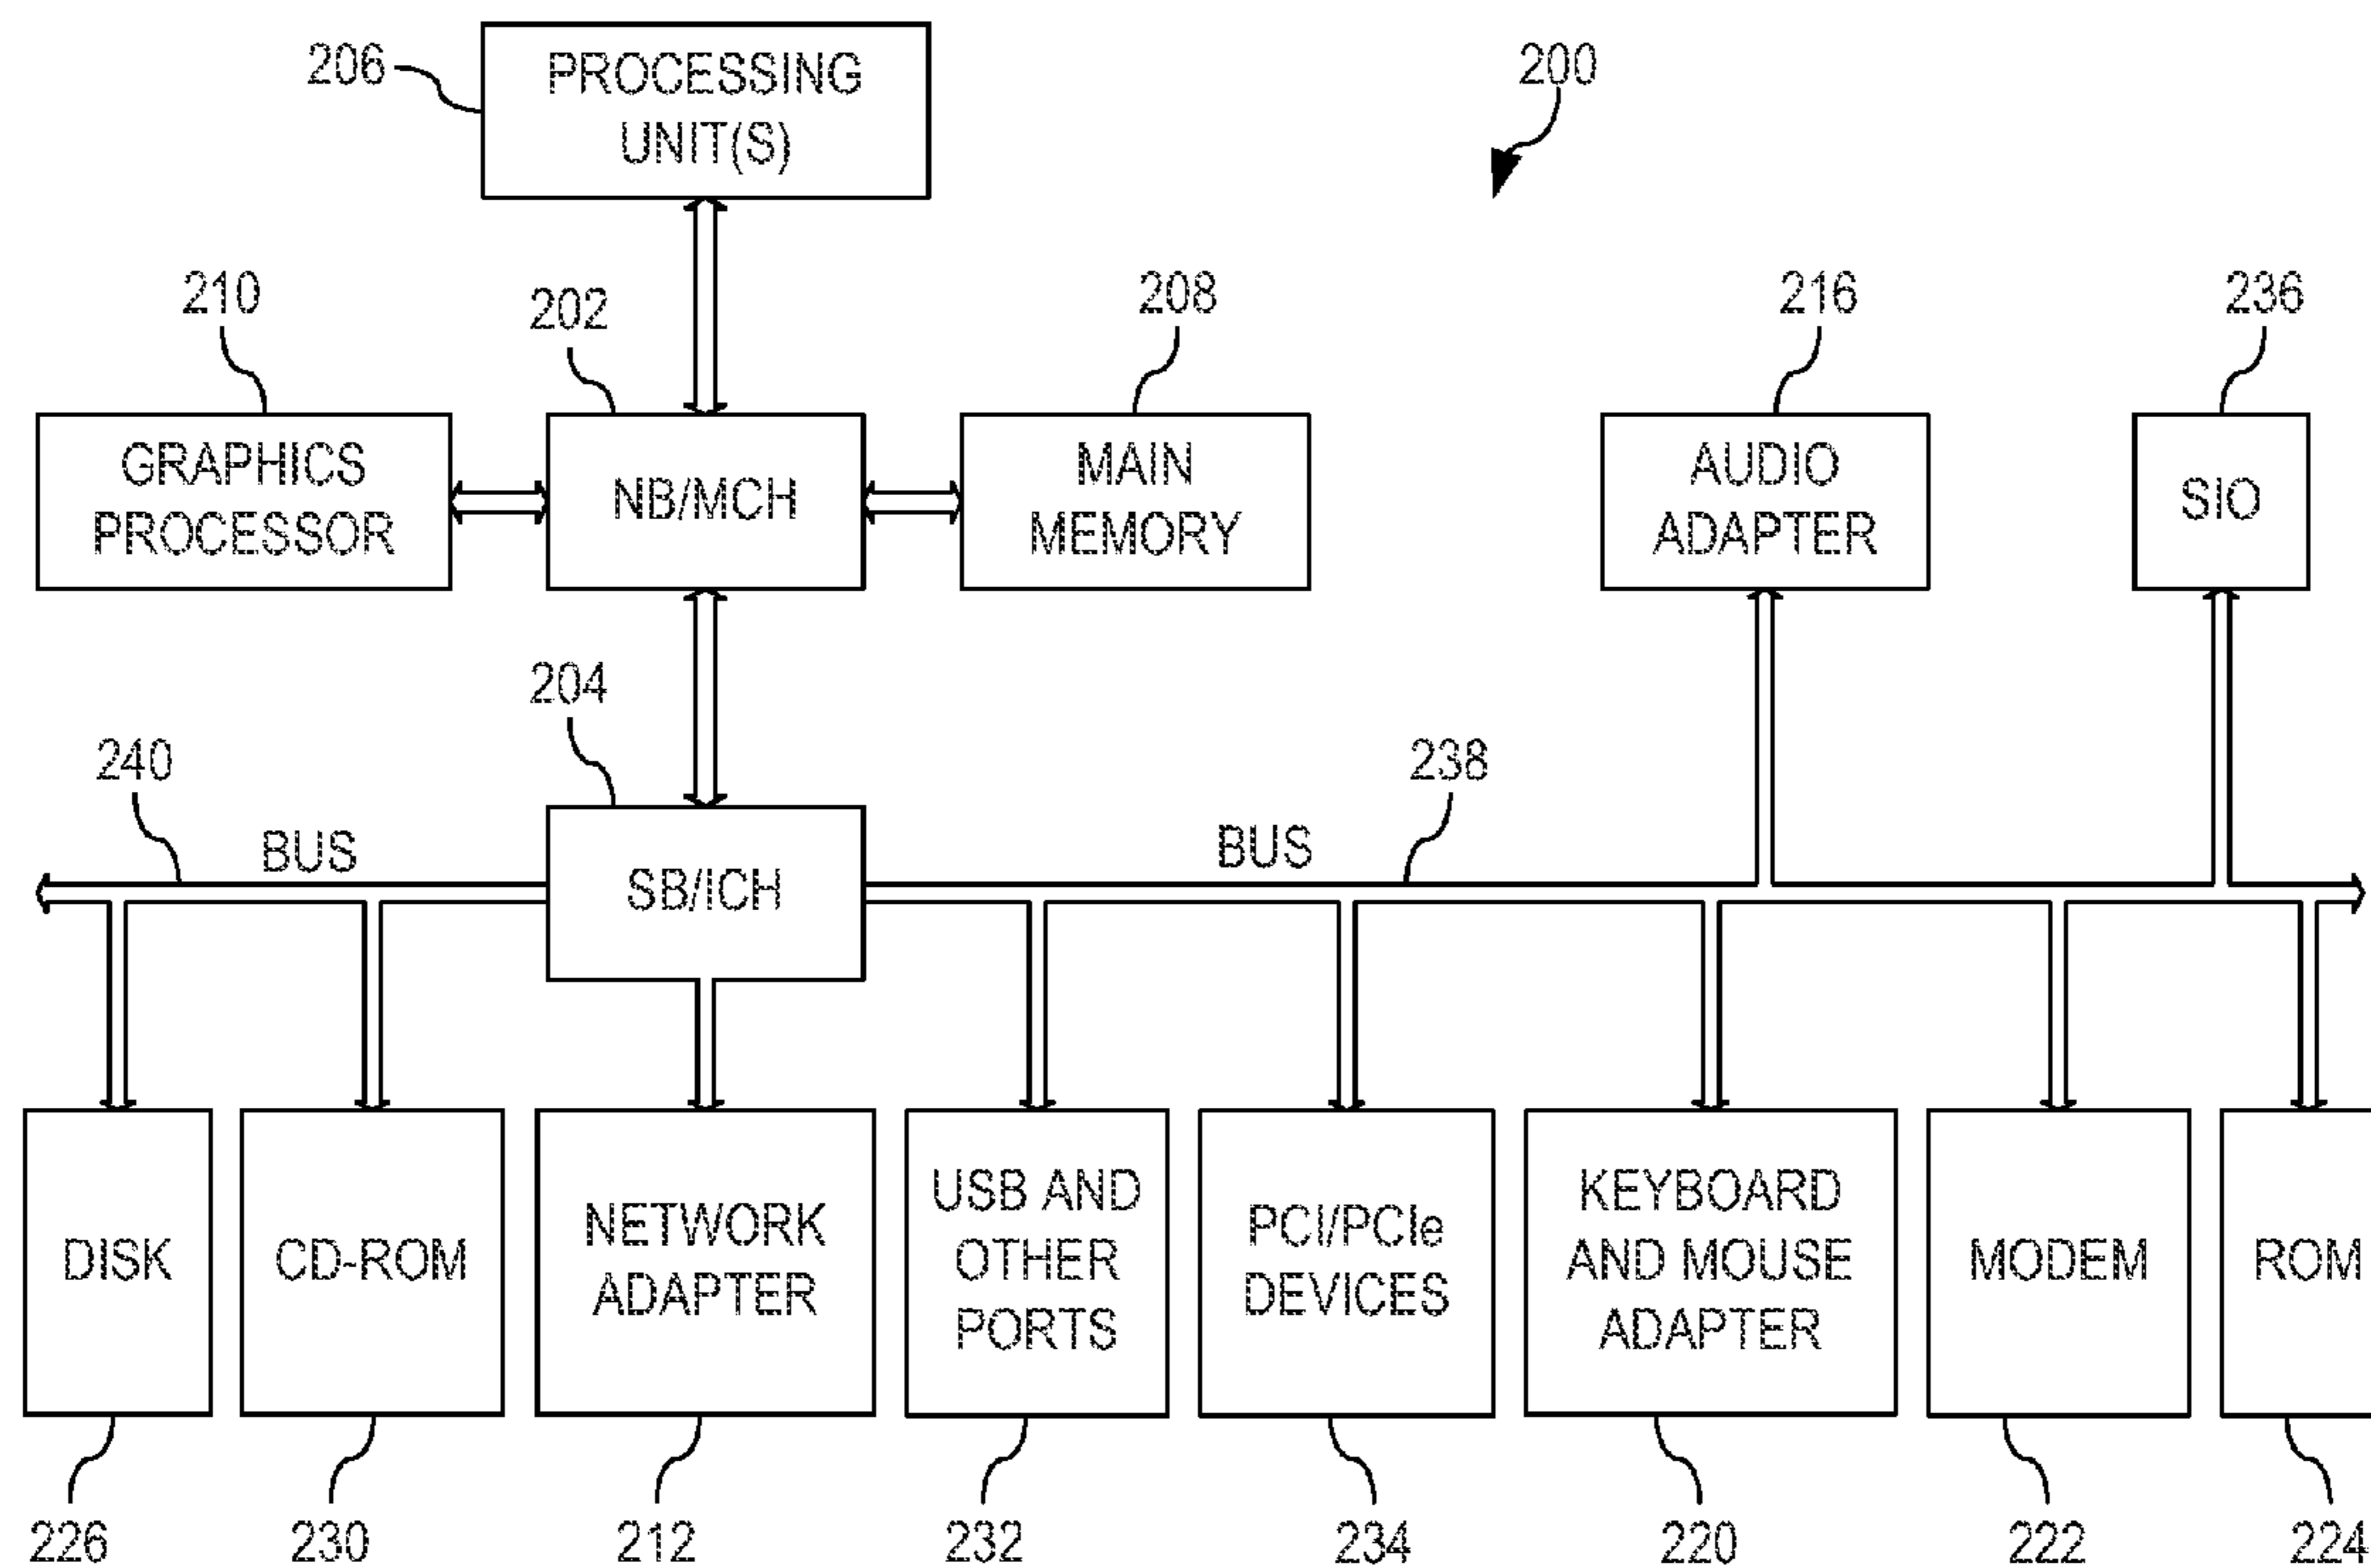 206
PROCESSING
UNIT(S)
200
210
202
208
216
236
GRAPHICS
PROCESSOR
NB/MCH
MAIN
MEMORY
AUDIO
ADAPTER
SIO
204
240
238
BUS
BUS
SB/ICH
DISK
CD-ROM
NETWORK
ADAPTER
USB AND
OTHER
PORTS
PCI/PCIe
DEVICES
KEYBOARD
AND MOUSE
ADAPTER
MODEM
ROM
226
230
212
232
234
220
222
224